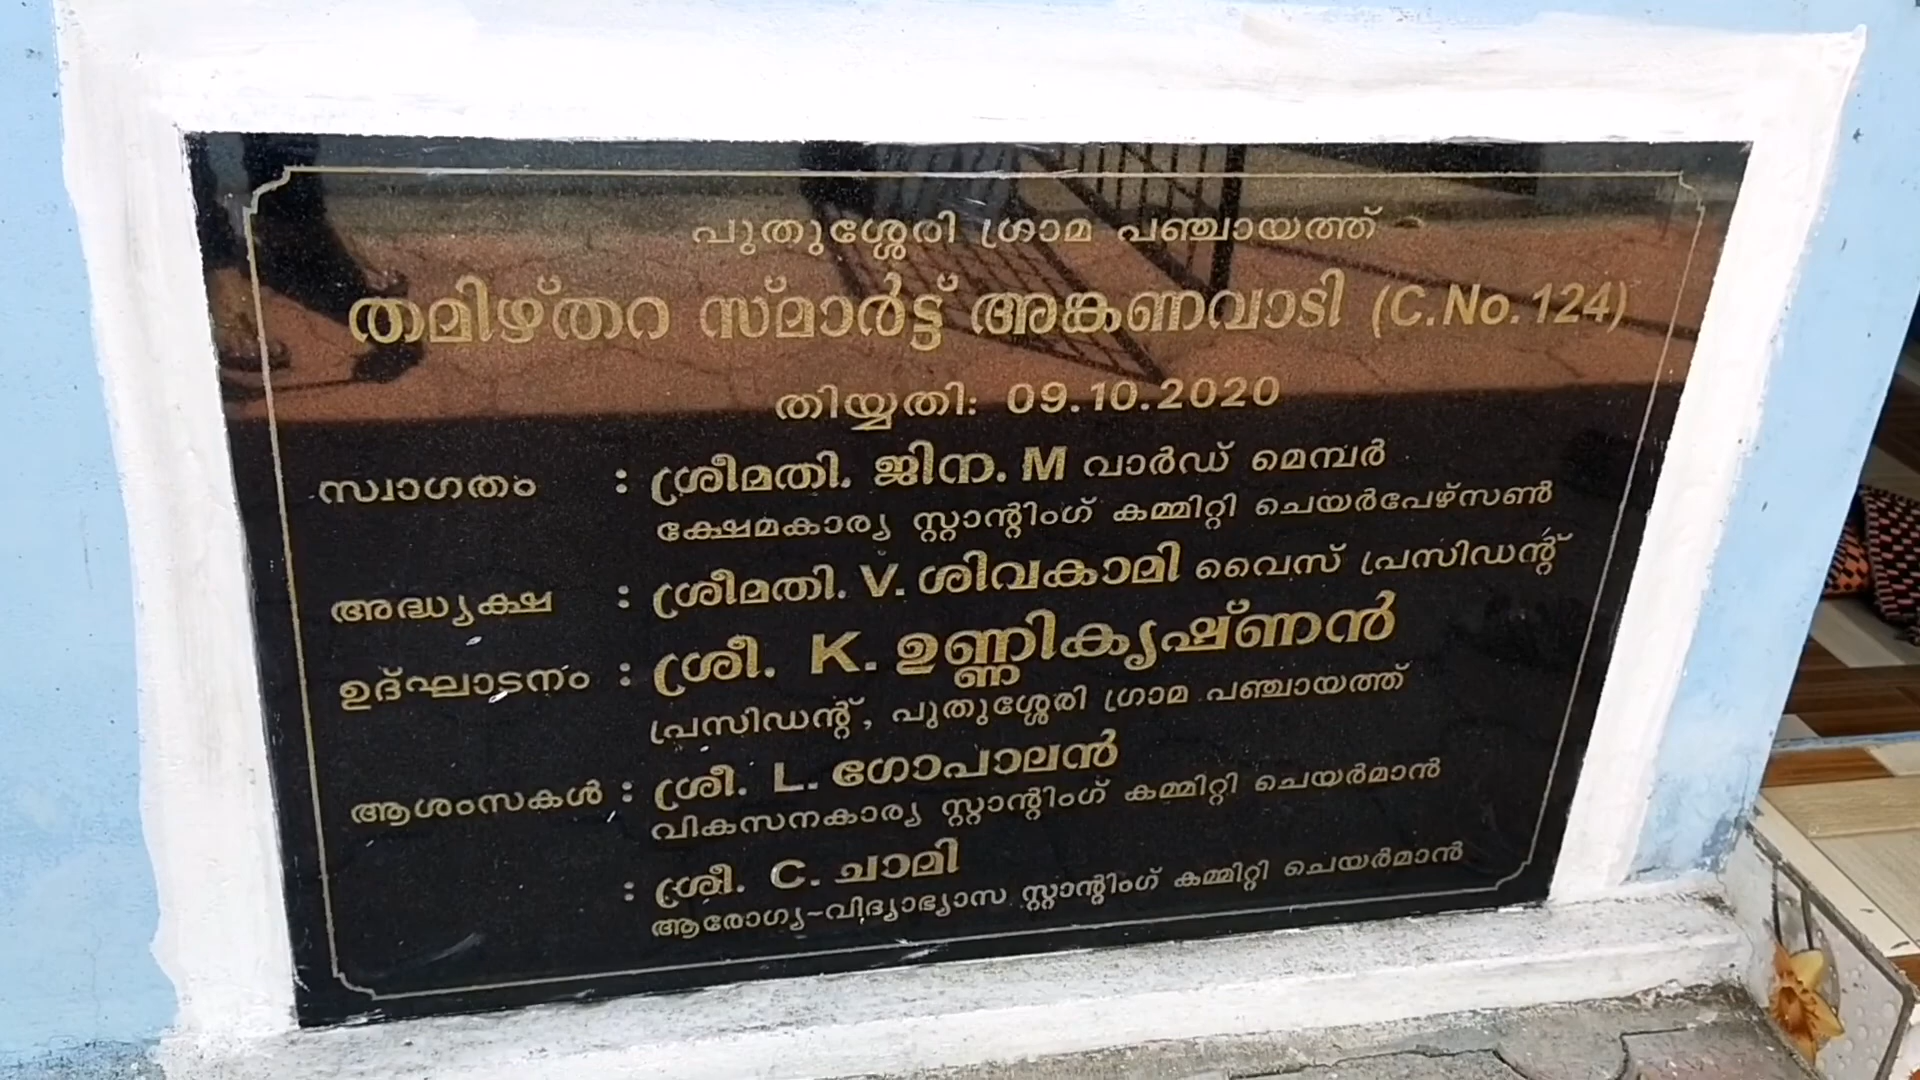 പുതുശ്ശേരി ഗ്രാമ പഞ്ചായത്ത്
തമിഴ്തറ സ്മാർട്ട് അങ്കണവാടി (C.No.124)
തിയ്യതി: 09.10.2020
സ്വാഗതം : ശ്രീമതി. ജിന. M വാർഡ് മെമ്പർ
ക്ഷേമകാര്യ സ്റ്റാന്റിംഗ് കമ്മിറ്റി ചെയർപേഴ്സൺ
അദ്ധ്യക്ഷ : ശ്രീമതി. V. ശിവകാമി വൈസ് പ്രസിഡന്റ്
ഉദ്ഘാടനം : ശ്രീ. K. ഉണ്ണികൃഷ്ണൻ
പ്രസിഡന്റ്, പുതുശ്ശേരി ഗ്രാമ പഞ്ചായത്ത്
ആശംസകൾ : ശ്രീ. L. ഗോപാലൻ
വികസനകാര്യ സ്റ്റാന്റിംഗ് കമ്മിറ്റി ചെയർമാൻ
: ശ്രീ. C. ചാമി
ആരോഗ്യ-വിദ്യാഭ്യാസ സ്റ്റാന്റിംഗ് കമ്മിറ്റി ചെയർമാൻ